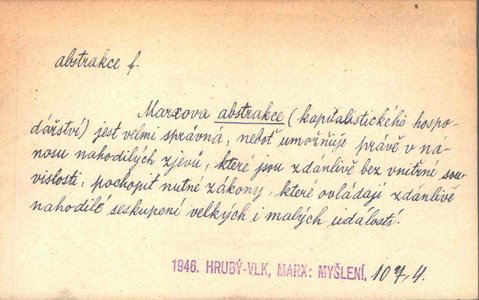 abstrakce f.
Marxova abstrakce (kapitalistického hospo-
dářství) jest velmi správná, neboť umožňuje právě v ná-
nosu nahodilých zjevů, které jsou zdánlivě bez vnitřní sou-
vislosti, pochopiť nutné zákony, které ovládají zdánlivě
nahodilé seskupení velkých i malých událostí.
1946. HRUBÝ-VLK, MARX: MYŠLENÍ. 107,4.